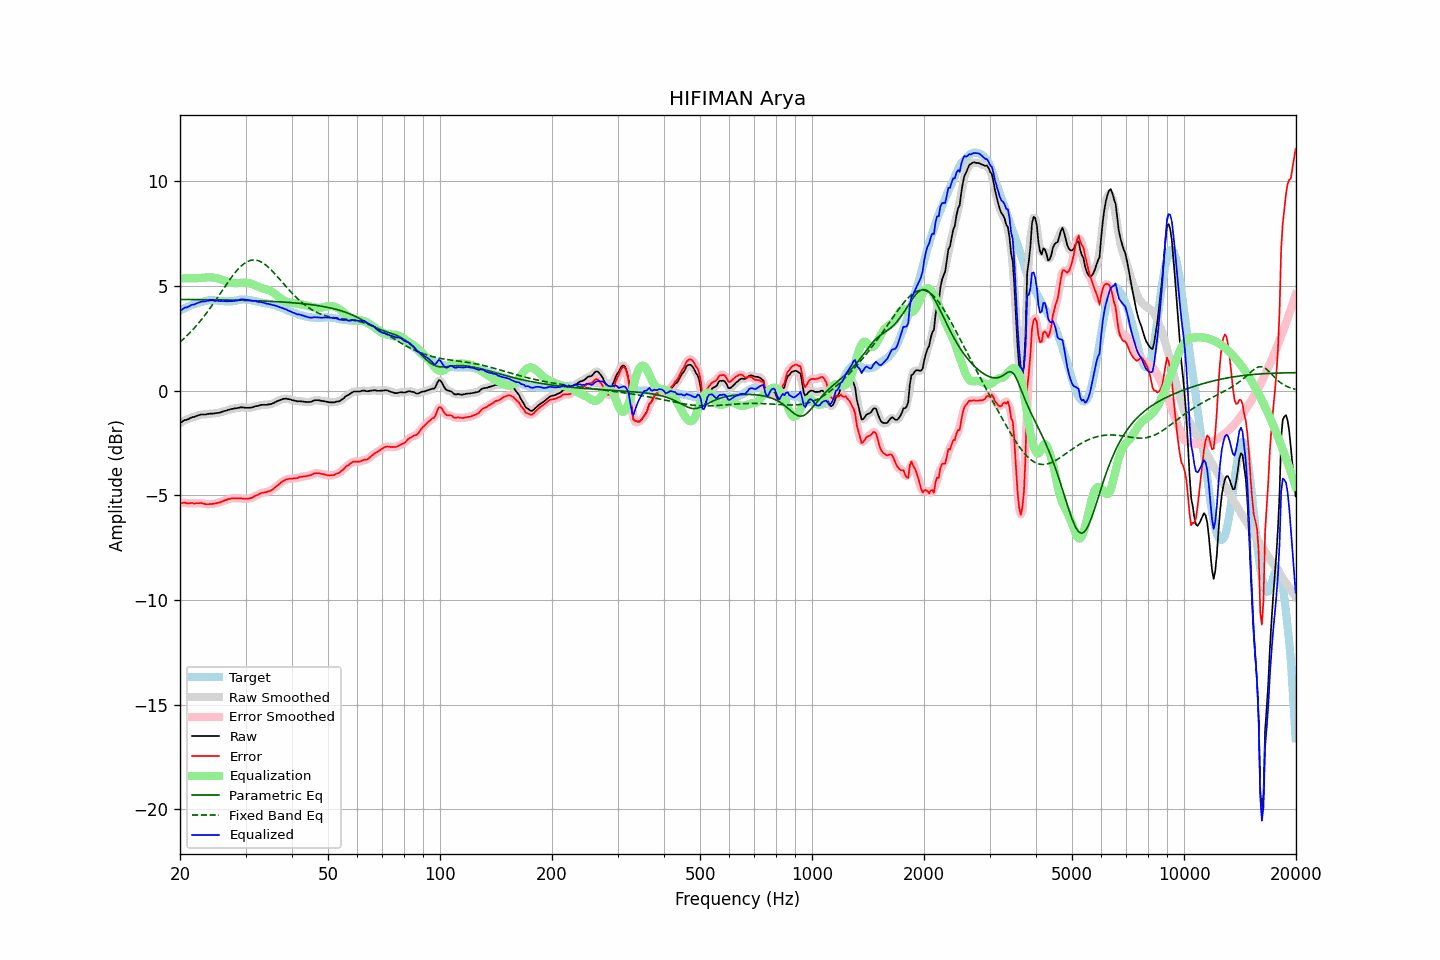 HIFIMAN Arya
Amplitude (dBr)
10
5
0
−5
−10
−15
−20
Target
Raw Smoothed
Error Smoothed
Raw
Error
Equalization
Parametric Eq
Fixed Band Eq
Equalized
20 50 100 200 500 1000 2000 5000 10000 20000
Frequency (Hz)